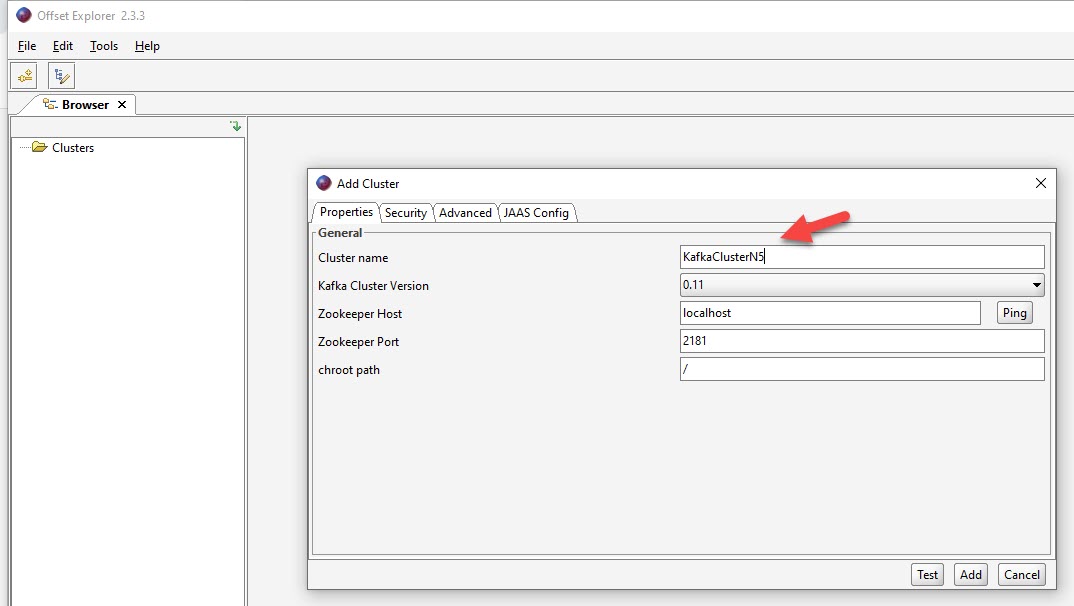 Offset Explorer 2.3.3
File Edit Tools Help
Browser
Clusters
Add Cluster
Properties Security Advanced JAAS Config
General
Cluster name KafkaClusterN5
Kafka Cluster Version 0.11
Zookeeper Host localhost Ping
Zookeeper Port 2181
chroot path /
Test Add Cancel